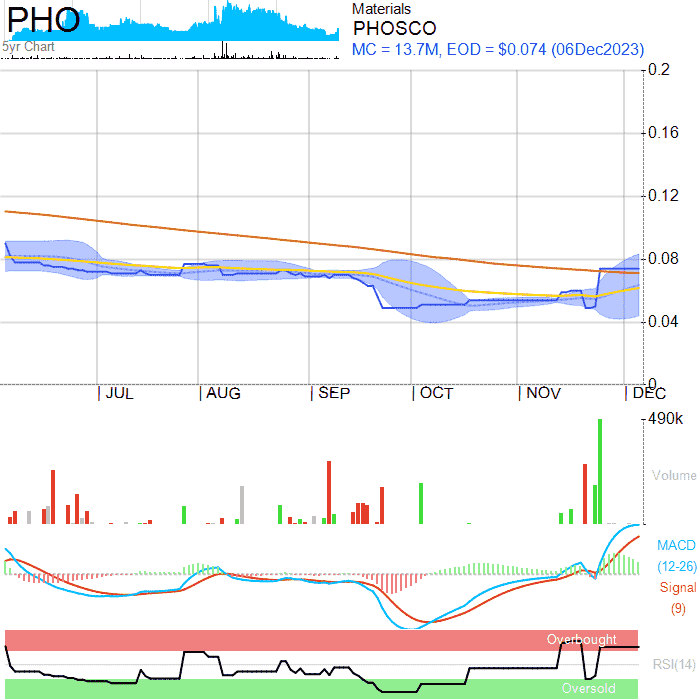 PHO
5yr Chart
Materials
PHOSCO
MC = 13.7M, EOD = $0.074 (06Dec2023)
0.2
0.16
0.12
0.08
0.04
0
JUL
AUG
SEP
OCT
NOV
DEC
490k
Volume
MACD
(12-26)
Signal
(9)
Overbought
RSI(14)
Oversold